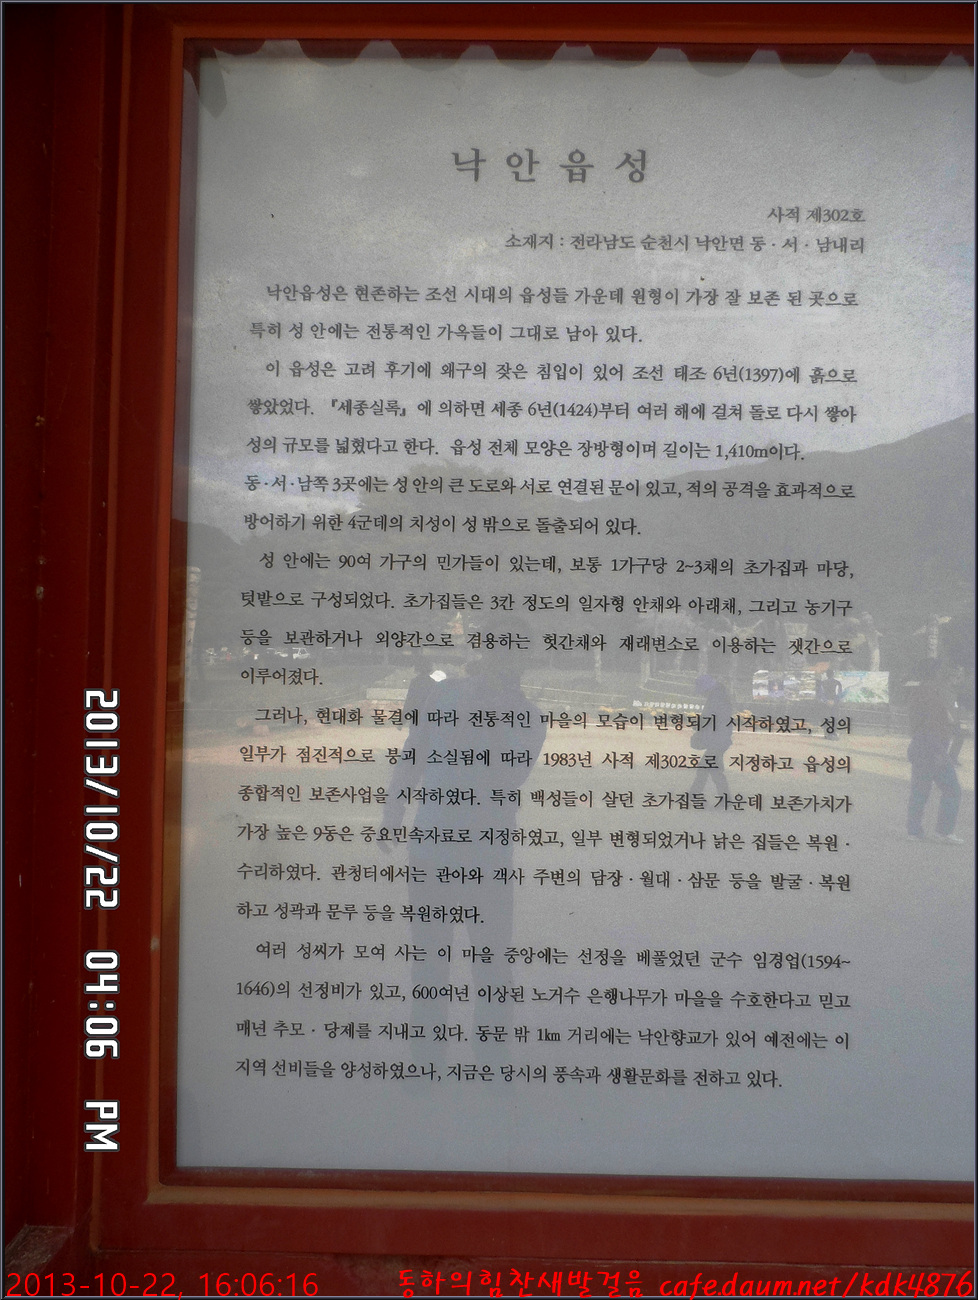 낙 안 읍 성
사적 제302호
소재지 : 전라남도 순천시 낙안면 동 · 서 · 남내리
낙안읍성은 현존하는 조선 시대의 읍성들 가운데 원형이 가장 잘 보존 된 곳으로
특히 성 안에는 전통적인 가옥들이 그대로 남아 있다.
이 읍성은 고려 후기에 왜구의 잦은 침입이 있어 조선 태조 6년(1397)에 흙으로
쌓았었다. 『세종실록』에 의하면 세종 6년(1424)부터 여러 해에 걸쳐 돌로 다시 쌓아
성의 규모를 넓혔다고 한다. 읍성 전체 모양은 장방형이며 길이는 1,410m이다.
동·서·남쪽 3곳에는 성 안의 큰 도로와 서로 연결된 문이 있고, 적의 공격을 효과적으로
방어하기 위한 4군데의 치성이 성 밖으로 돌출되어 있다.
성 안에는 90여 가구의 민가들이 있는데, 보통 1가구당 2~3채의 초가집과 마당,
텃밭으로 구성되었다. 초가집들은 3칸 정도의 일자형 안채와 아래채, 그리고 농기구
등을 보관하거나 외양간으로 겸용하는 헛간채와 재래변소로 이용하는 잿간으로
이루어졌다.
그러나, 현대화 물결에 따라 전통적인 마을의 모습이 변형되기 시작하였고, 성의
일부가 점진적으로 붕괴 소실됨에 따라 1983년 사적 제302호로 지정하고 읍성의
종합적인 보존사업을 시작하였다. 특히 백성들이 살던 초가집들 가운데 보존가치가
가장 높은 9동은 중요민속자료로 지정하였고, 일부 변형되었거나 낡은 집들은 복원 ·
수리하였다. 관청터에서는 관아와 객사 주변의 담장 · 월대 · 삼문 등을 발굴 · 복원
하고 성곽과 문루 등을 복원하였다.
여러 성씨가 모여 사는 이 마을 중앙에는 선정을 베풀었던 군수 임경업(1594~
1646)의 선정비가 있고, 600여년 이상된 노거수 은행나무가 마을을 수호한다고 믿고
매년 추모 · 당제를 지내고 있다. 동문 밖 1㎞ 거리에는 낙안향교가 있어 예전에는 이
지역 선비들을 양성하였으나, 지금은 당시의 풍속과 생활문화를 전하고 있다.
2013/10/22 04:06 PM
2013-10-22, 16:06:16
동하의힘찬새발걸음 cafe.daum.net/kdk4876